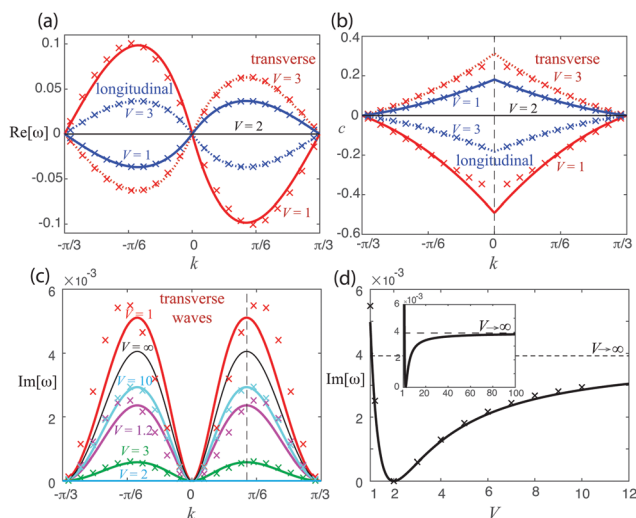 (a)
0.1
0.05
Re[ω]
0
-0.05
-0.1
transverse
longitudinal
V = 3
V = 3
V = 2
V = 1
V = 1
-π/3
-π/6
0
π/6
π/3
k
(b)
0.4
0.2
c
0
-0.2
-0.4
-0.6
transverse
V = 3
V = 1
V = 2
V = 3
longitudinal
V = 1
-π/3
-π/6
0
π/6
π/3
k
(c)
×10⁻³
6
4
Im[ω]
2
0
transverse
waves
V = 1
V = ∞
V = 10
V = 1.2
V = 3
V = 2
-π/3
-π/6
0
π/6
π/3
k
(d)
×10⁻³
6
4
Im[ω]
2
0
×10⁻³
6
4
2
0
V→∞
1
20
40
60
80
100
V→∞
1
2
4
6
8
10
12
V